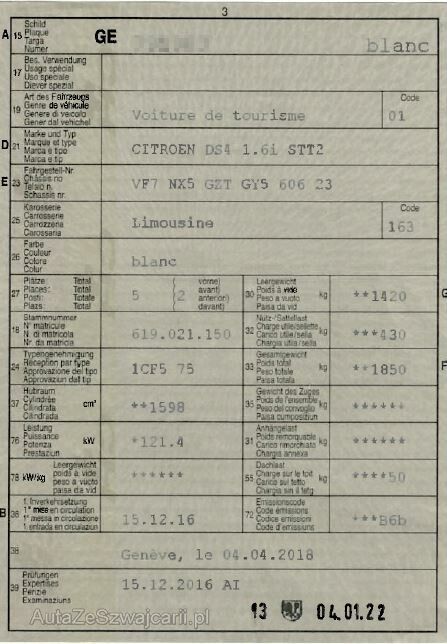 3
A 15 Schild Plaque Targa Numer GE blanc
17 Bes. Verwendung Usage spécial Uso speciale Diever spezial
19 Art des Fahrzeugs Genre de véhicule Genere di veicolo Gener dal vehichel Voiture de tourisme Code 01
D 21 Marke und Typ Marque et type Marca e tipo Marca e tip CITROEN DS4 1.6i STT2
E 23 Fahrgestell-Nr. Châssis no Telaio n. Schassis nr. VF7 NX5 GZT GY5 606 23
25 Karosserie Carrosserie Carrozzeria Carossaria Limousine Code 163
26 Farbe Couleur Colore Colur blanc
27 Plätze: Total Places: Total Posti: Totale Plazs: Total 5 (2 vorne) avant) anteriori) davant) 30 Leergewicht Poids à vide Peso a vuoto Paisa da vid kg **1420 G
18 Stammnummer N° matricule N. di matricola Nr. da matricla 619.021.150 32 Nutz-/Sattellast Charge utile/sellette Carico utile/sella Chargia utila/sella kg ***430
24 Typengenehmigung Réception par type Approvazione del tipo Approvaziun dal tip 1CF5 75 33 Gesamtgewicht Poids total Peso totale Paisa totala kg **1850 F
37 Hubraum Cylindrée Cilindrata Cilindrada cm³ **1598 35 Gewicht des Zuges Poids de l'ensemble Peso del convoglio Paisa cumposiziun kg ******
76 Leistung Puissance Potenza Prestaziun kW *121.4 31 Anhängelast Poids remorquable Carico rimorchiato Chargia annexa kg ******
78 kW/kg Leergewicht poids à vide peso a vuoto paisa da vid ****** 55 Dachlast Charge sur le toit Carico sul tetto Chargia sin il tetg kg ****50
B 36 1. Inverkehrsetzung 1re mise en circulation 1a messa in circolazione 1. entrada en circulaziun 15.12.16 72 Emissionscode Code émissions Codice emissioni Code d'emissiuns ***B6b
38 Genève, le 04.04.2018
39 Prüfungen Expertises Perizie Examinaziuns 15.12.2016 AI
AutaZeSzwajcarii.pl 13 04.01.22